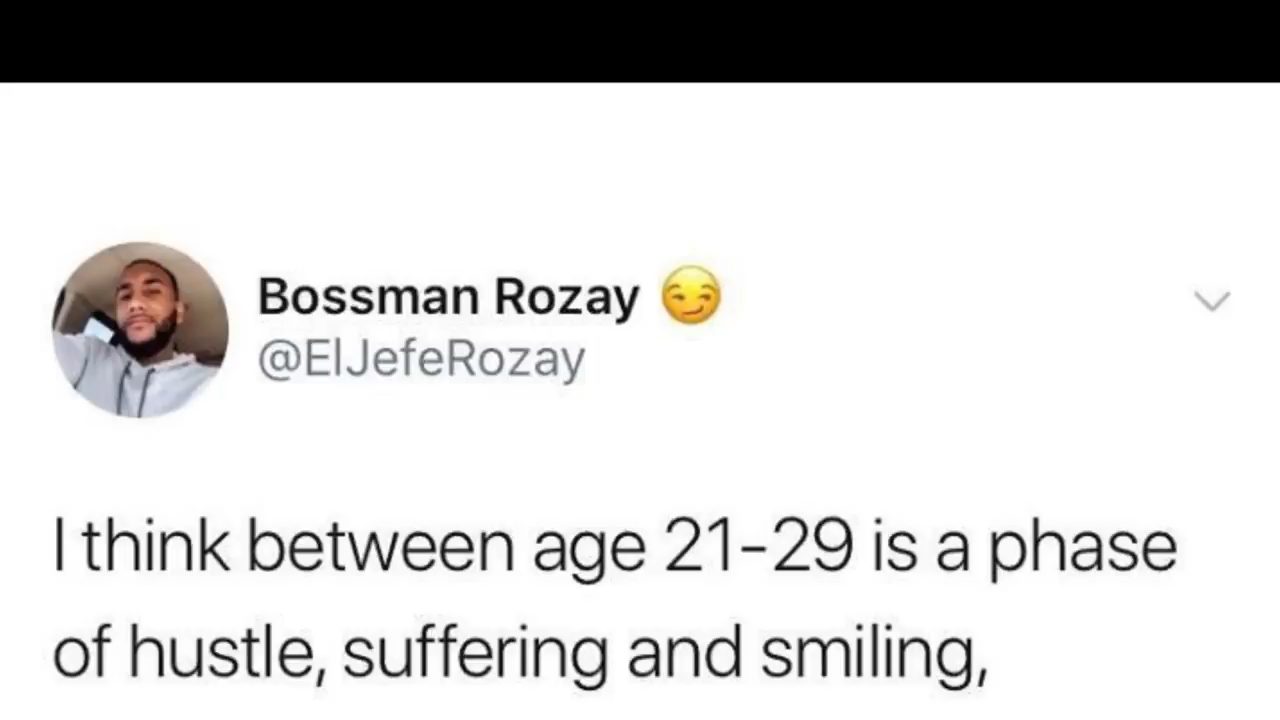 Bossman Rozay 😏
@ElJefeRozay
I think between age 21-29 is a phase
of hustle, suffering and smiling,